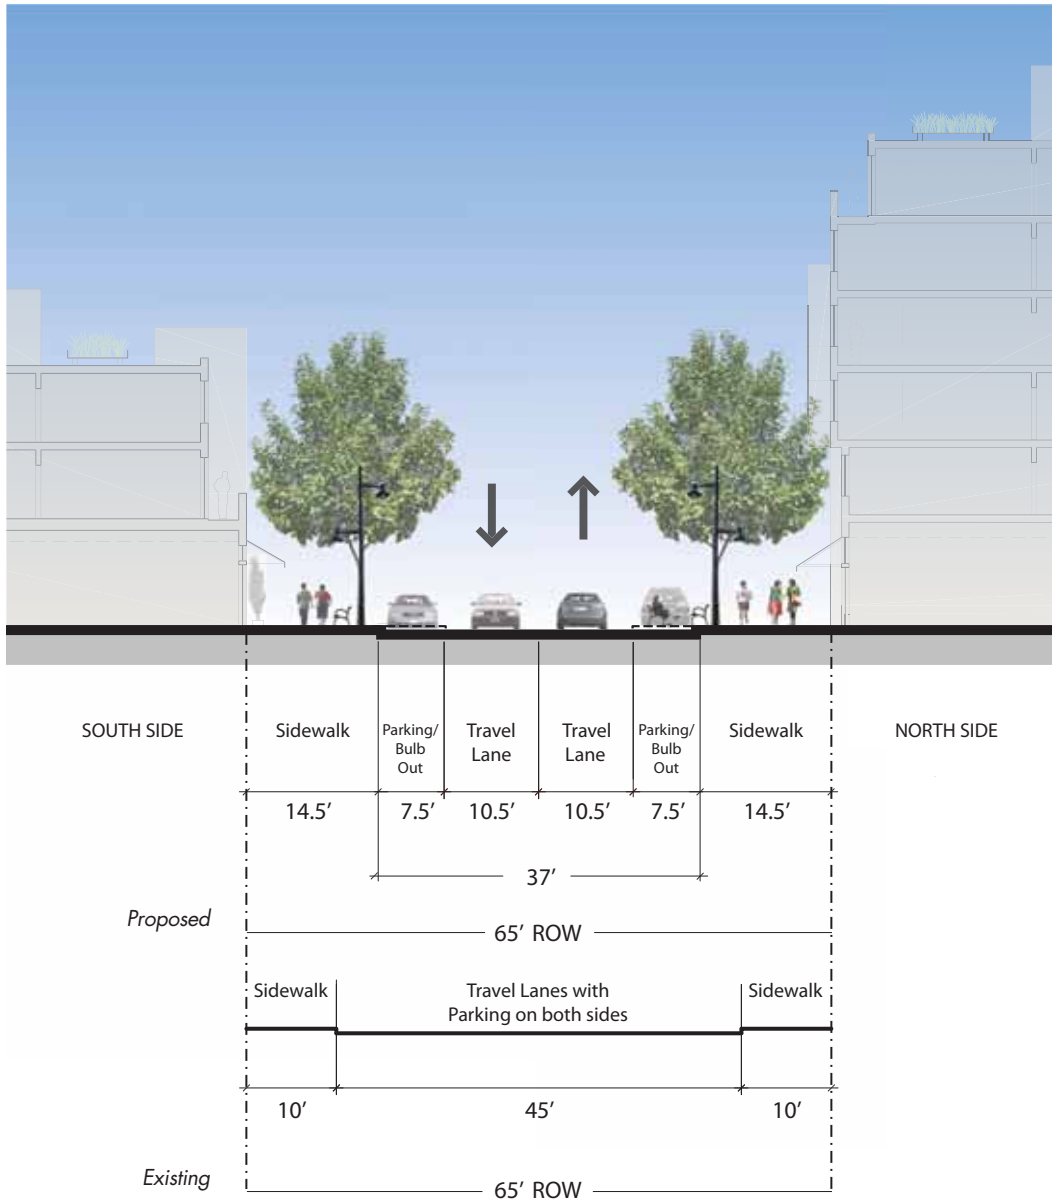 SOUTH SIDE
Sidewalk
Parking/
Bulb
Out
Travel
Lane
Travel
Lane
Parking/
Bulb
Out
Sidewalk
NORTH SIDE
14.5’
7.5’
10.5’
10.5’
7.5’
14.5’
37’
Proposed
65’ ROW
Sidewalk
Travel Lanes with
Parking on both sides
Sidewalk
10’
45’
10’
Existing
65’ ROW